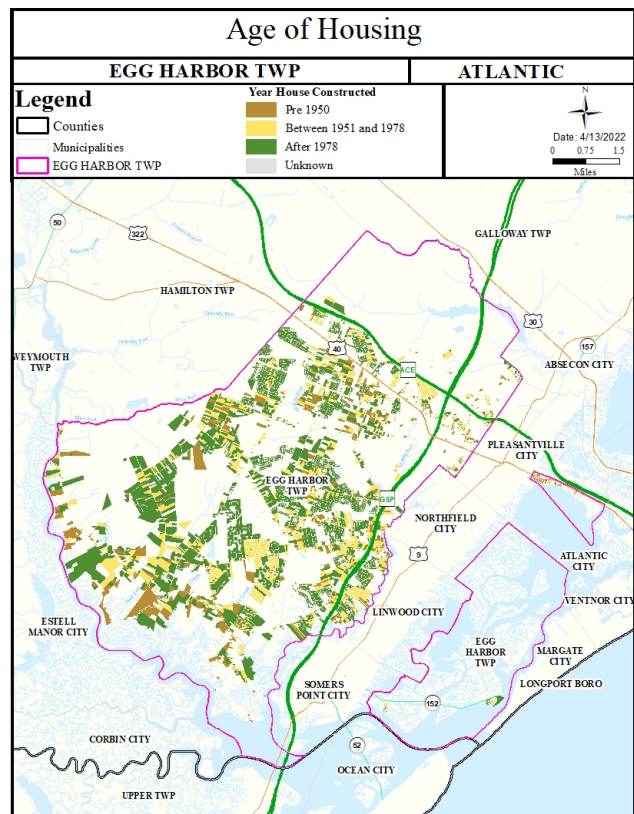 Age of Housing
EGG HARBOR TWP
ATLANTIC
Legend
Counties
Municipalities
EGG HARBOR TWP
Year House Constructed
Pre 1950
Between 1951 and 1978
After 1978
Unknown
N
Date: 4/13/2022
0 0.75 1.5
Miles
50
322
GALLOWAY TWP
HAMILTON TWP
30
157
40
WEYMOUTH
TWP
ACE
ABSECON CITY
PLEASANTVILLE
CITY
EGG HARBOR
TWP
GSP
NORTHFIELD
CITY
9
ATLANTIC
CITY
VENTNOR CITY
LINWOOD CITY
ESTELL
MANOR CITY
EGG
HARBOR
TWP
MARGATE
CITY
LONGPORT BORO
SOMERS
POINT CITY
152
CORBIN CITY
52
OCEAN CITY
UPPER TWP